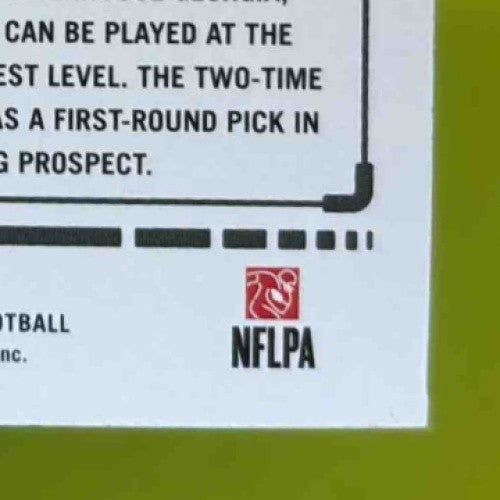 CAN BE PLAYED AT THE
EST LEVEL. THE TWO-TIME
AS A FIRST-ROUND PICK IN
G PROSPECT.
OTBALL
nc.
NFLPA